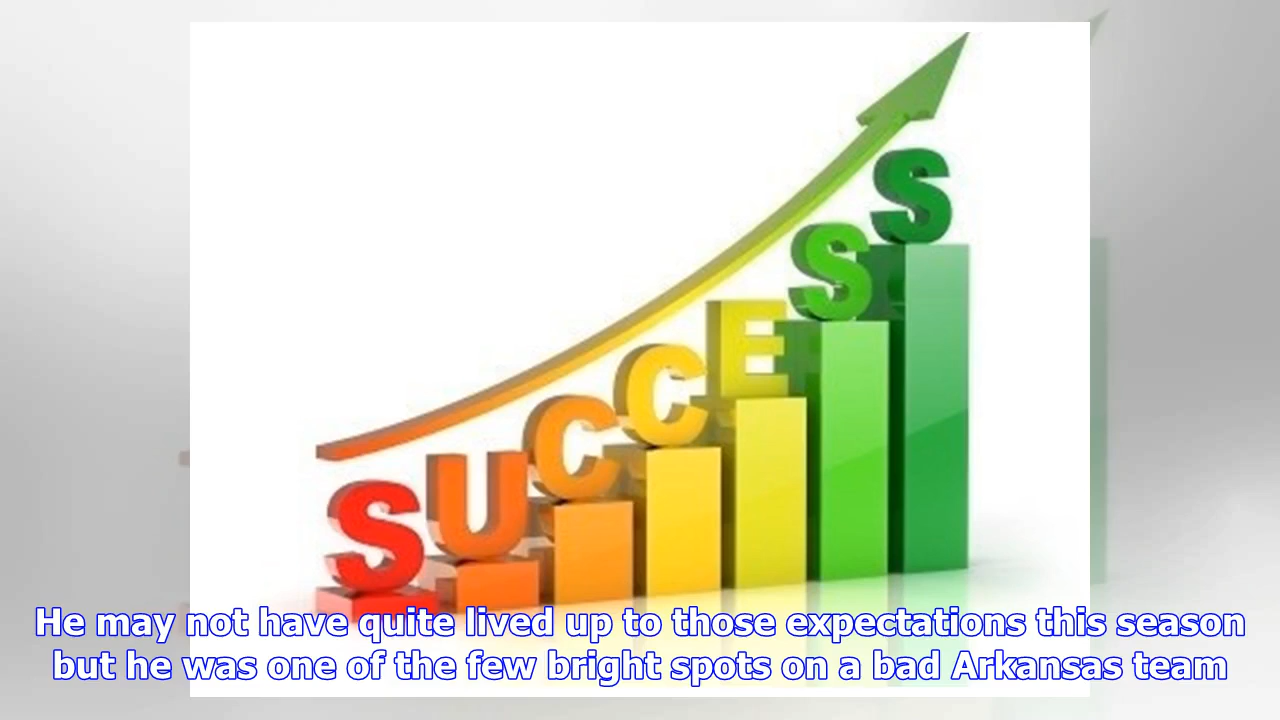 SUCCESS
He may not have quite lived up to those expectations this season
but he was one of the few bright spots on a bad Arkansas team